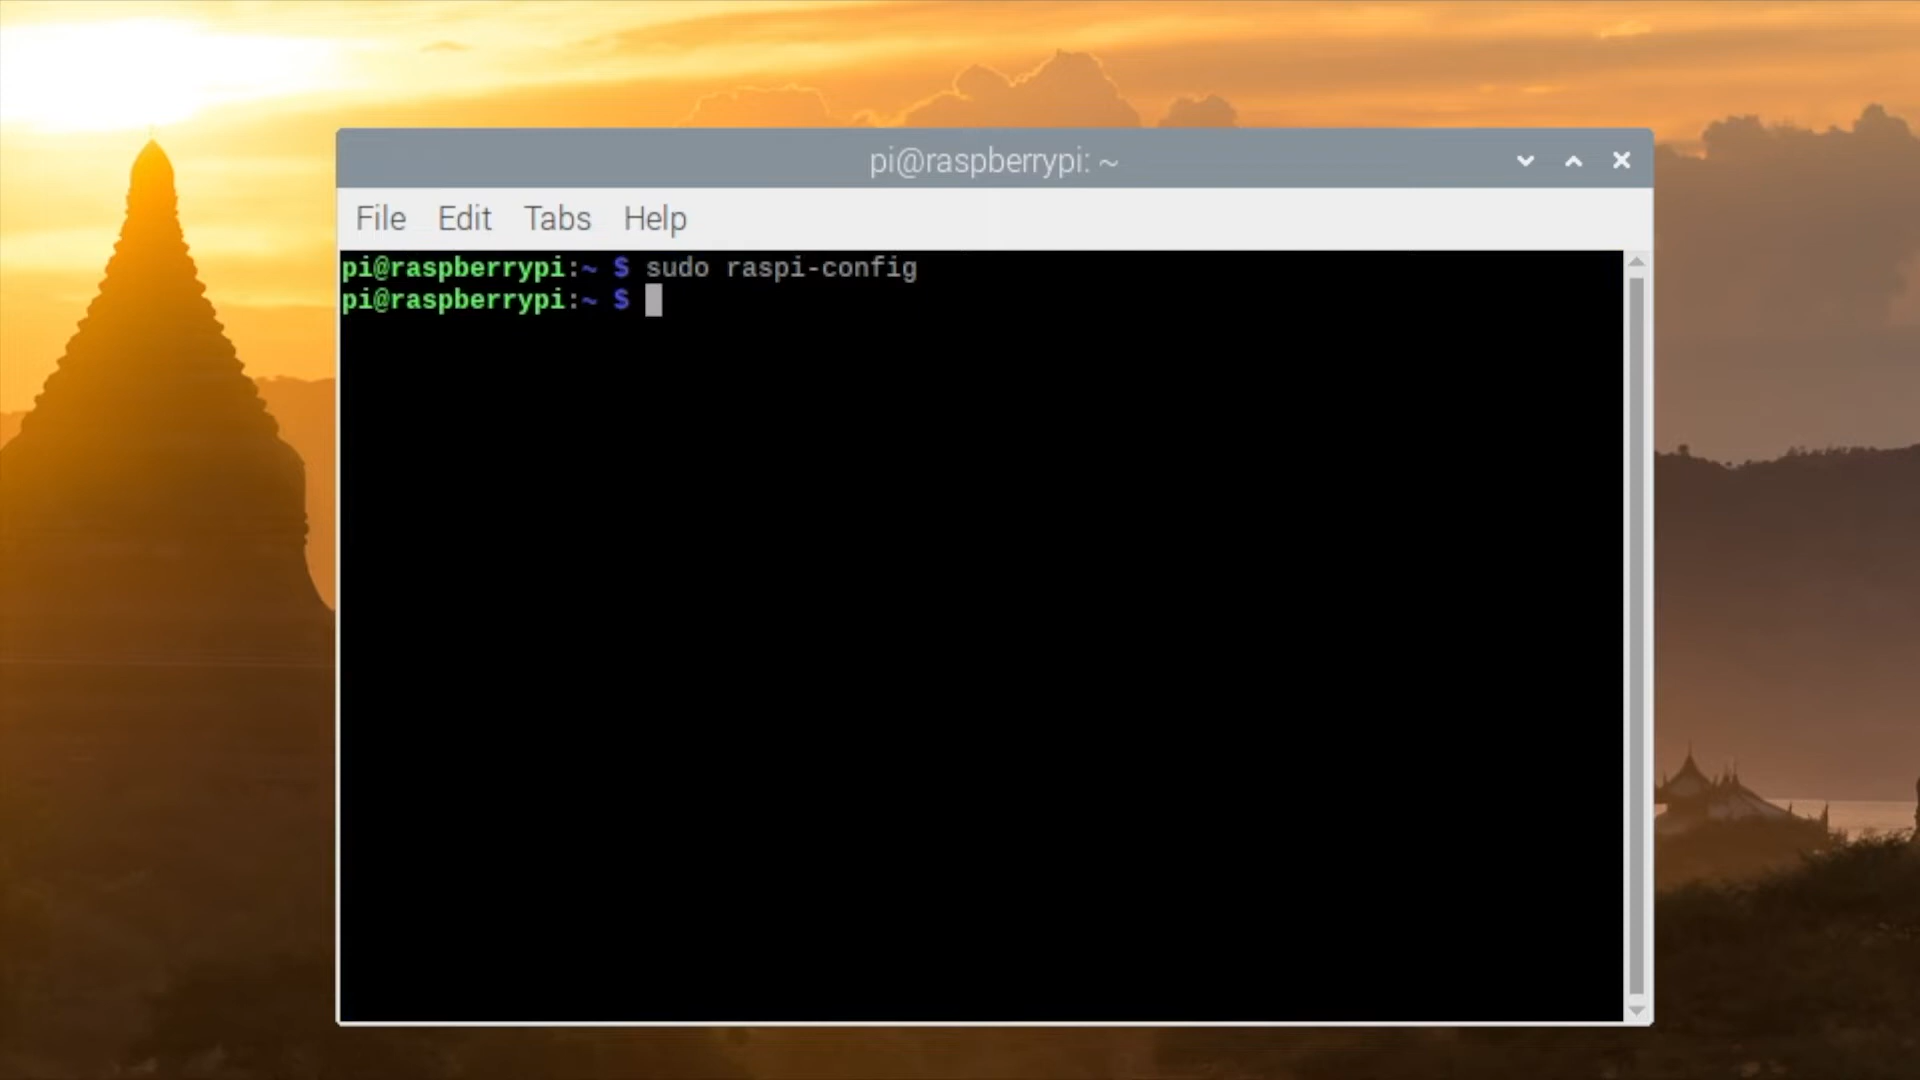 pi@raspberrypi: ~
File Edit Tabs Help
pi@raspberrypi:~ $ sudo raspi-config
pi@raspberrypi:~ $